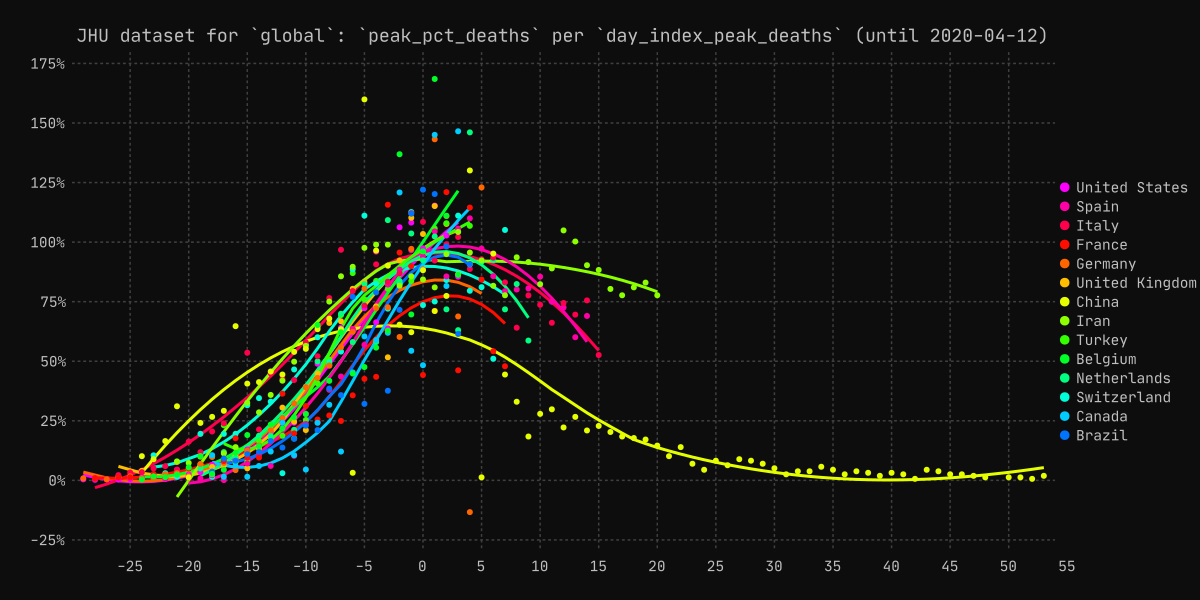 JHU dataset for `global`: `peak_pct_deaths` per `day_index_peak_deaths` (until 2020-04-12)
175%
150%
125%
100%
75%
50%
25%
0%
−25%
United States
Spain
Italy
France
Germany
United Kingdom
China
Iran
Turkey
Belgium
Netherlands
Switzerland
Canada
Brazil
−25 −20 −15 −10 −5 0 5 10 15 20 25 30 35 40 45 50 55